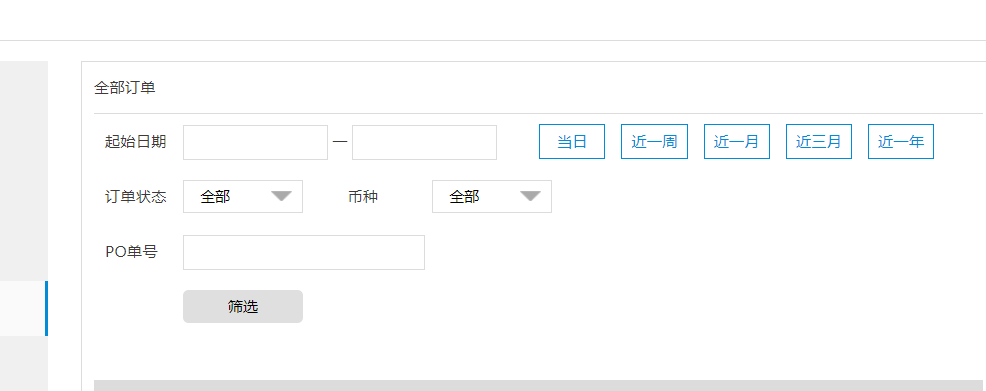 全部订单
起始日期 — 当日 近一周 近一月 近三月 近一年
订单状态 全部 币种 全部
PO单号
筛选